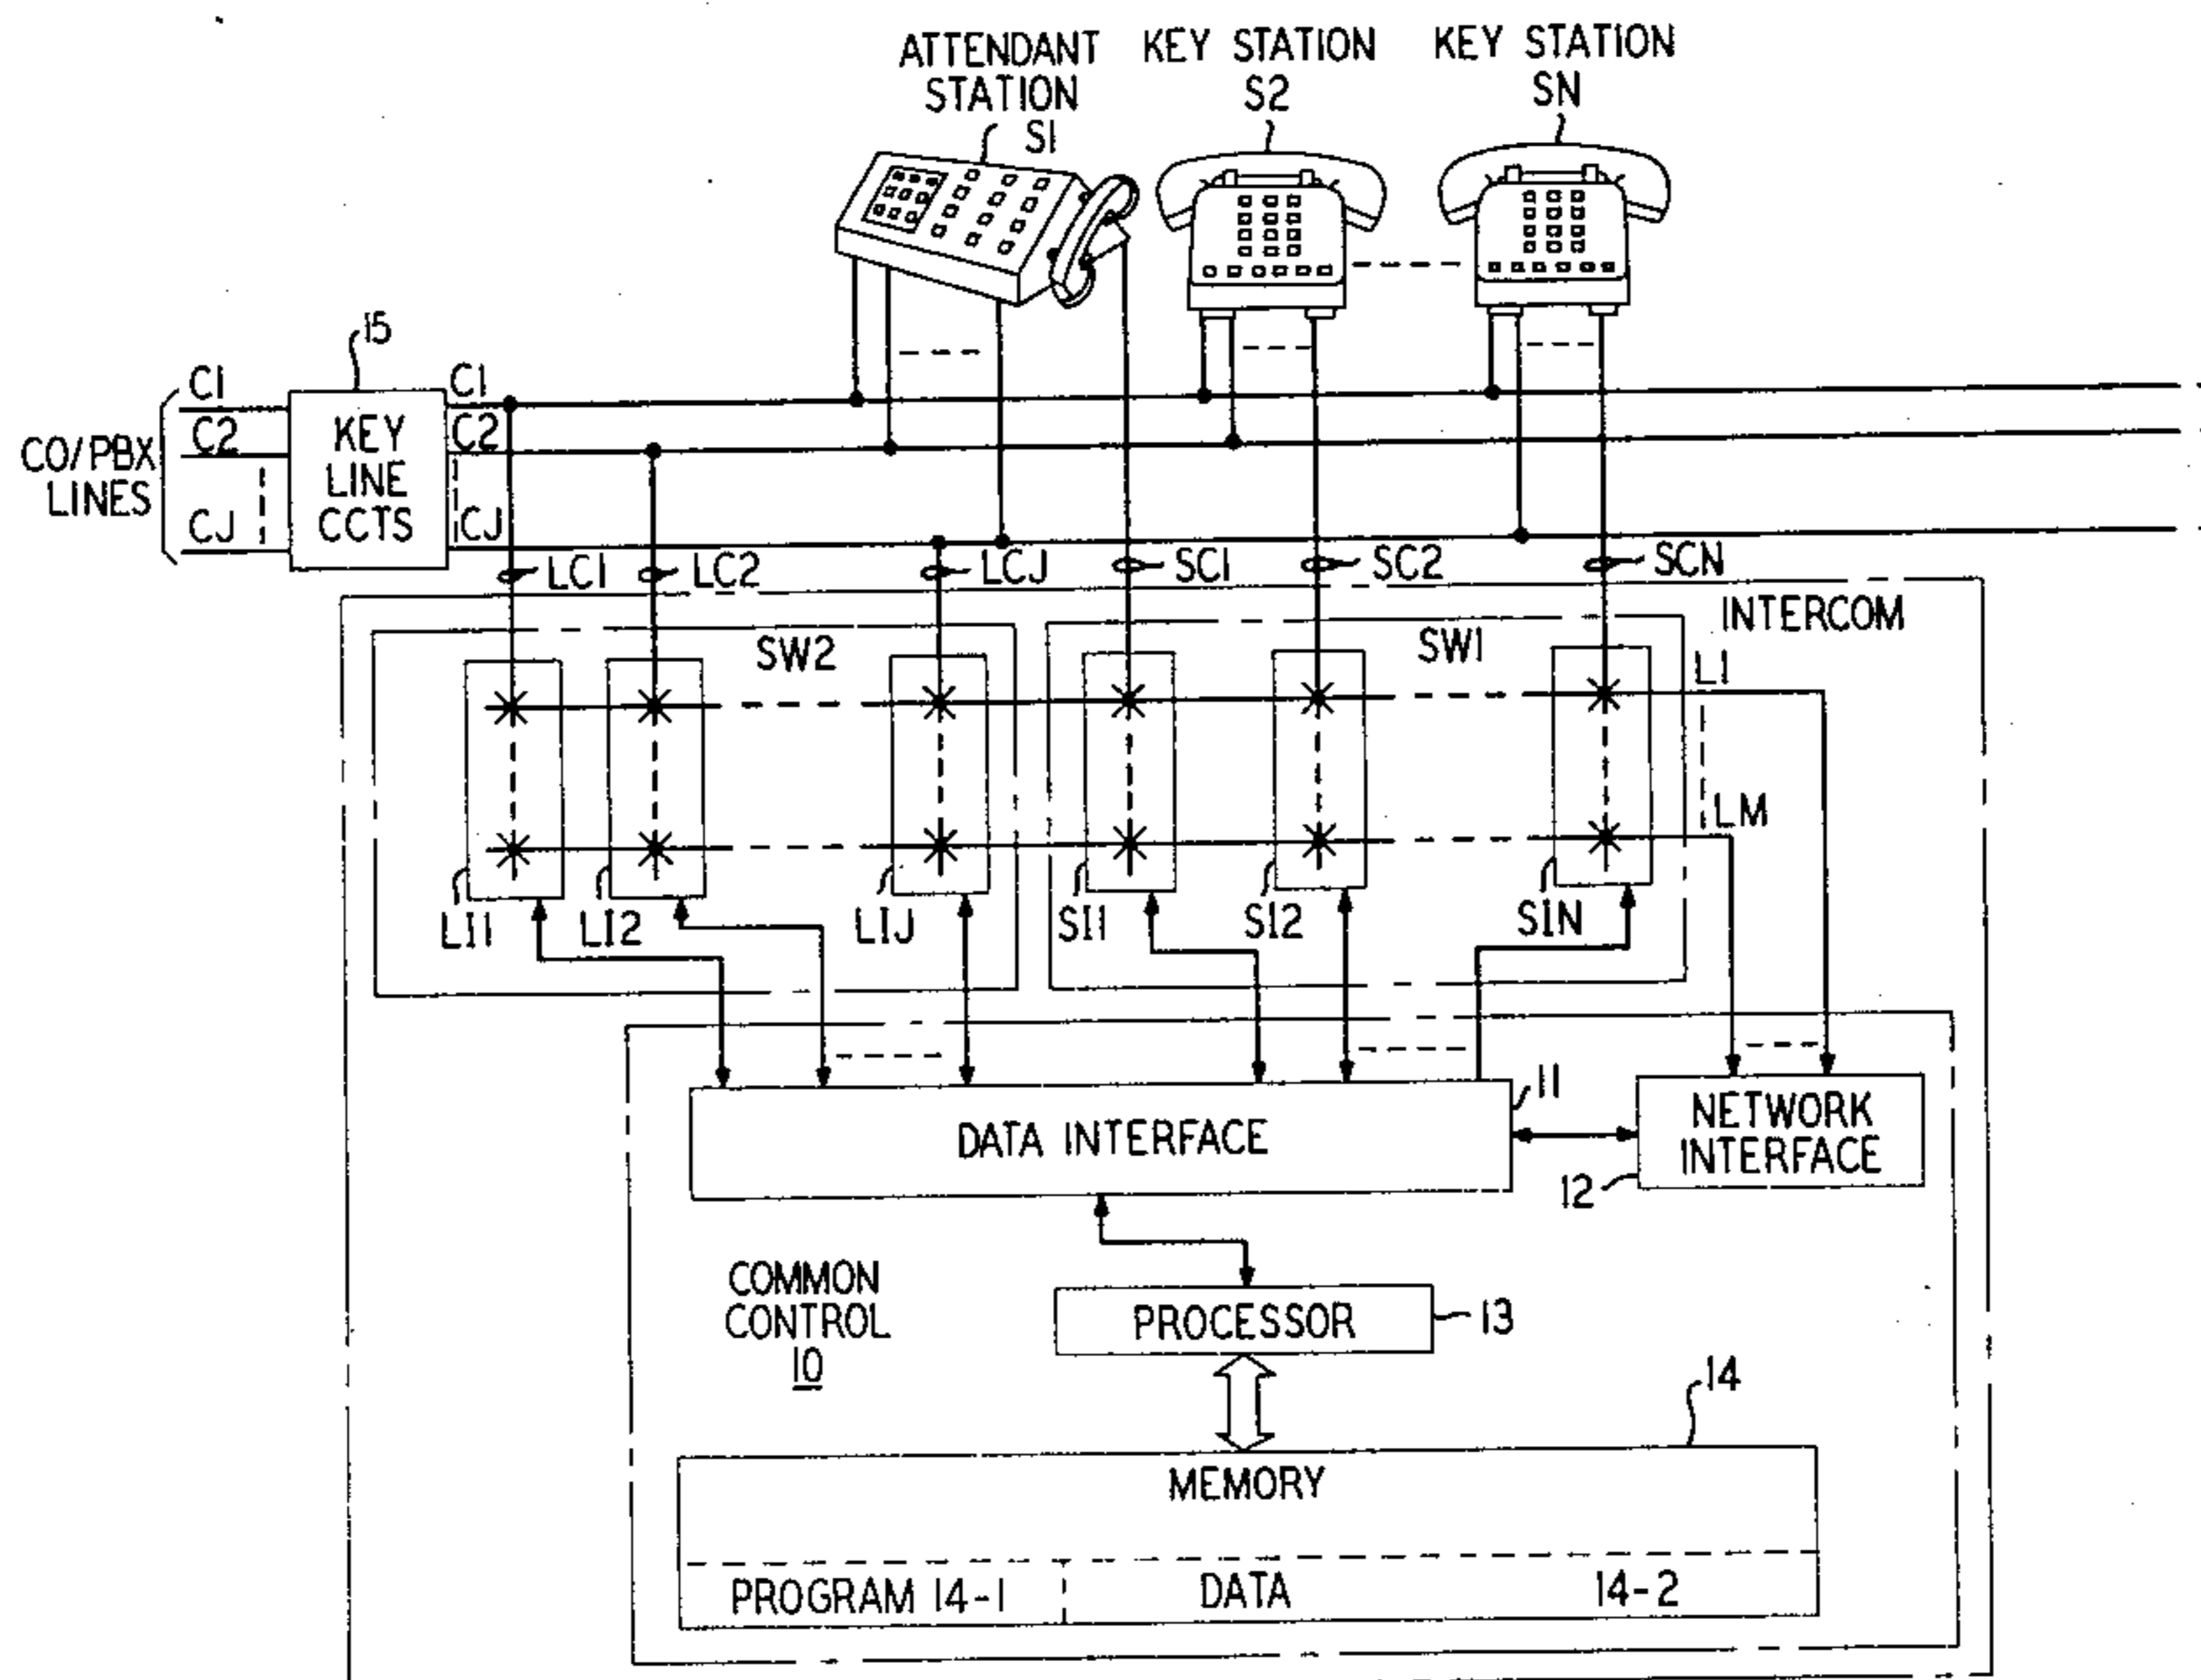 ATTENDANT
STATION
S1
KEY STATION
S2
KEY STATION
SN
15
CO/PBX
LINES
C1
C2
CJ
KEY
LINE
CCTS
C1
C2
CJ
LC1
LC2
LCJ
SC1
SC2
SCN
INTERCOM
SW2
SW1
L1
LM
LI1
LI2
LIJ
SI1
SI2
SIN
DATA INTERFACE
11
NETWORK
INTERFACE
12
COMMON
CONTROL
10
PROCESSOR
13
14
MEMORY
PROGRAM 14-1
DATA
14-2